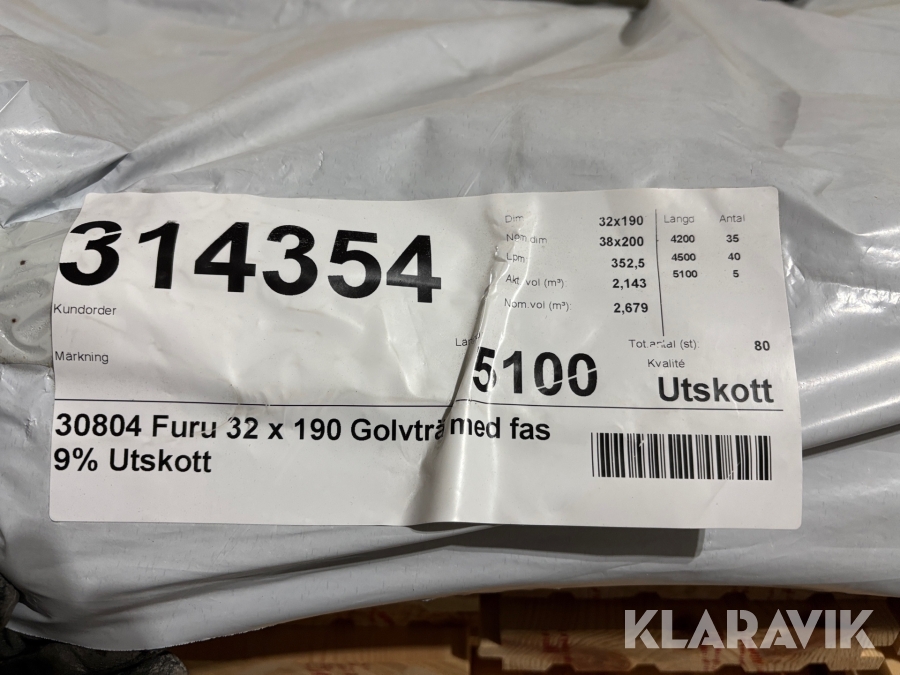 314354
Kundorder
Märkning
Dim 32x190
Nom.dim 38x200
Lpm 352,5
Akt.vol (m³) 2,143
Nom.vol (m³): 2,679
Längd Antal
4200 35
4500 40
5100 5
Tot.antal (st): 80
5100
Kvalité
Utskott
30804 Furu 32 x 190 Golvträ med fas
9% Utskott
KLARAVIK